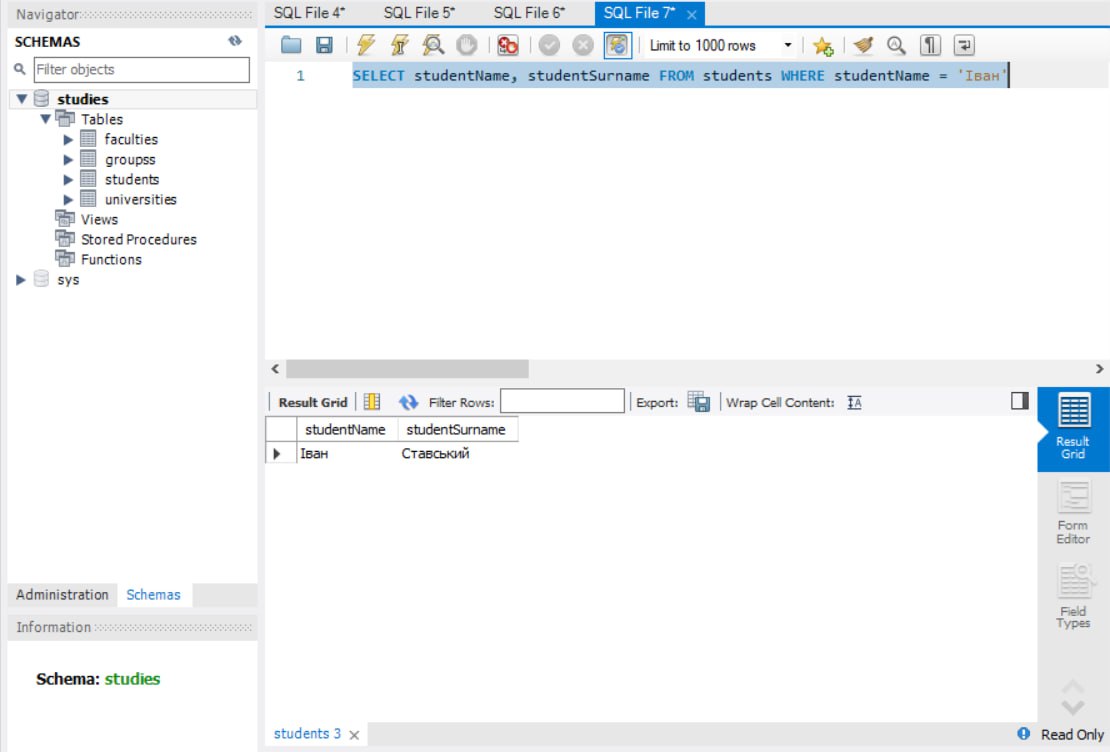 Navigator
SCHEMAS
Filter objects
studies
Tables
faculties
groupss
students
universities
Views
Stored Procedures
Functions
sys
Administration Schemas
Information
Schema: studies
SQL File 4* SQL File 5* SQL File 6* SQL File 7*
Limit to 1000 rows
1 SELECT studentName, studentSurname FROM students WHERE studentName = 'Іван'
Result Grid Filter Rows: Export: Wrap Cell Content:
studentName studentSurname
Іван Ставський
Result
Grid
Form
Editor
Field
Types
students 3
Read Only